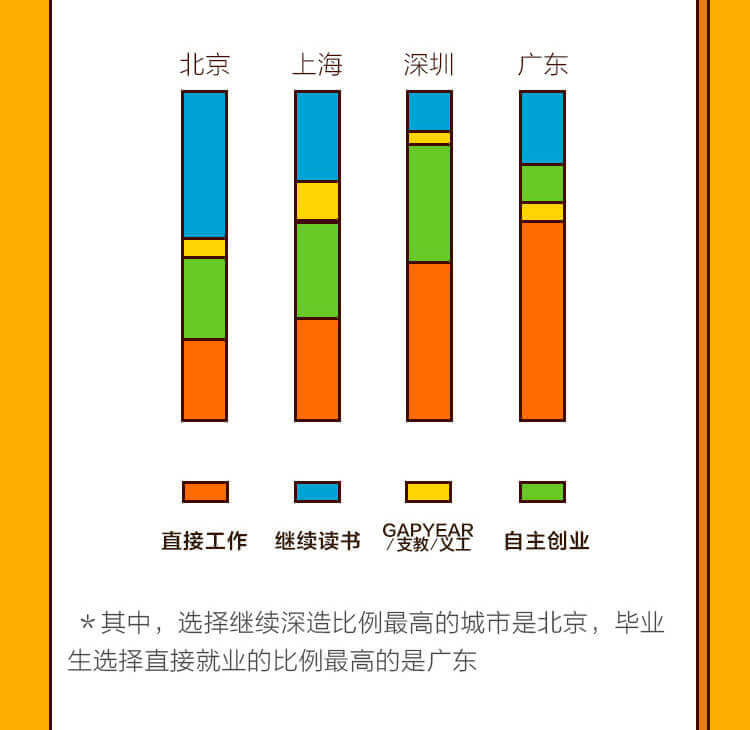 北京 上海 深圳 广东
直接工作 继续读书 GAPYEAR/支教/义工 自主创业
＊其中，选择继续深造比例最高的城市是北京，毕业
生选择直接就业的比例最高的是广东